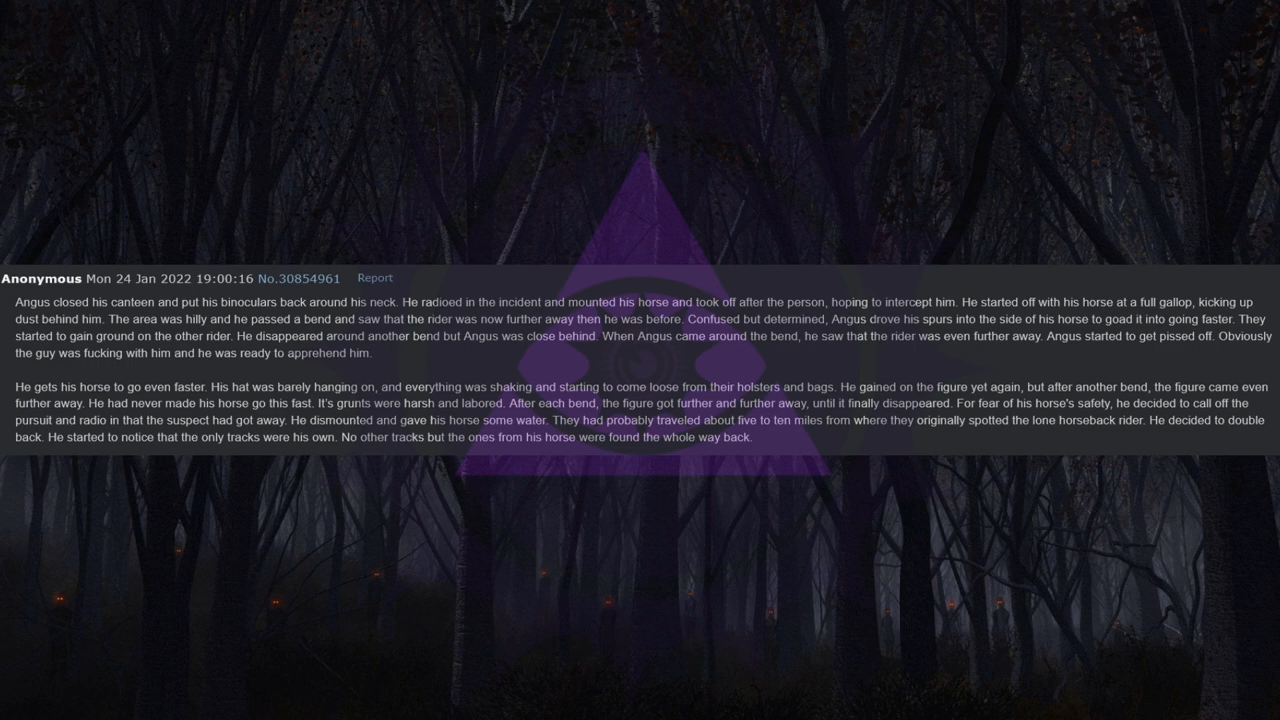 Anonymous Mon 24 Jan 2022 19:00:16 No.30854961 Report
Angus closed his canteen and put his binoculars back around his neck. He radioed in the incident and mounted his horse and took off after the person, hoping to intercept him. He started off with his horse at a full gallop, kicking up
dust behind him. The area was hilly and he passed a bend and saw that the rider was now further away then he was before. Confused but determined, Angus drove his spurs into the side of his horse to goad it into going faster. They
started to gain ground on the other rider. He disappeared around another bend but Angus was close behind. When Angus came around the bend, he saw that the rider was even further away. Angus started to get pissed off. Obviously
the guy was fucking with him and he was ready to apprehend him.
He gets his horse to go even faster. His hat was barely hanging on, and everything was shaking and starting to come loose from their holsters and bags. He gained on the figure yet again, but after another bend, the figure came even
further away. He had never made his horse go this fast. It's grunts were harsh and labored. After each bend, the figure got further and further away, until it finally disappeared. For fear of his horse's safety, he decided to call off the
pursuit and radio in that the suspect had got away. He dismounted and gave his horse some water. They had probably traveled about five to ten miles from where they originally spotted the lone horseback rider. He decided to double
back. He started to notice that the only tracks were his own. No other tracks but the ones from his horse were found the whole way back.